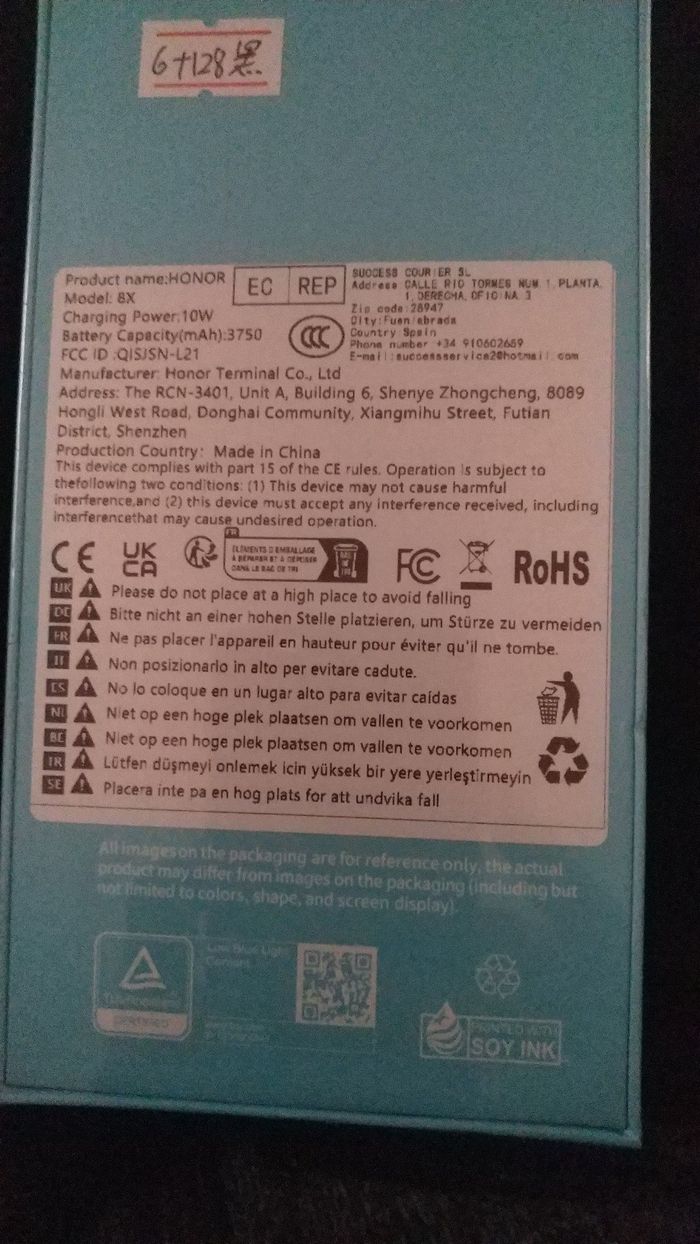 6+128黑
Product name:HONOR
Model: 8X
Charging Power:10W
Battery Capacity(mAh):3750
FCC ID :QISJSN-L21
EC REP
SUCCESS COURIER SL
Address CALLE RIO TORMES NUM 1, PLANTA
1, DERECHA, OFICINA 3
Zip code:28947
City:Fuenlabrada
Country Spain
Phone number +34 910602659
E-mail:successservice2@hotmail.com
CCC
Manufacturer: Honor Terminal Co., Ltd
Address: The RCN-3401, Unit A, Building 6, Shenye Zhongcheng, 8089
Hongli West Road, Donghai Community, Xiangmihu Street, Futian
District, Shenzhen
Production Country: Made in China
This device complies with part 15 of the CE rules. Operation is subject to
thefollowing two conditions: (1) This device may not cause harmful
interference,and (2) this device must accept any interference received, including
interferencethat may cause undesired operation.
CE
UK
CA
FR
ÉLÉMENTS D'EMBALLAGE
À SÉPARER ET À DÉPOSER
DANS LE BAC DE TRI
FC
RoHS
UK Please do not place at a high place to avoid falling
DE Bitte nicht an einer hohen Stelle platzieren, um Stürze zu vermeiden
FR Ne pas placer l'appareil en hauteur pour éviter qu'il ne tombe.
IT Non posizionarlo in alto per evitare cadute.
ES No lo coloque en un lugar alto para evitar caídas
NL Niet op een hoge plek plaatsen om vallen te voorkomen
BE Niet op een hoge plek plaatsen om vallen te voorkomen
TR Lütfen düşmeyi onlemek icin yüksek bir yere yerleştirmeyin
SE Placera inte pa en hog plats for att undvika fall
All images on the packaging are for reference only, the actual
product may differ from images on the packaging (including but
not limited to colors, shape, and screen display).
TÜVRheinland
CERTIFIED
Low Blue Light
Content
PRINTED WITH
SOY INK